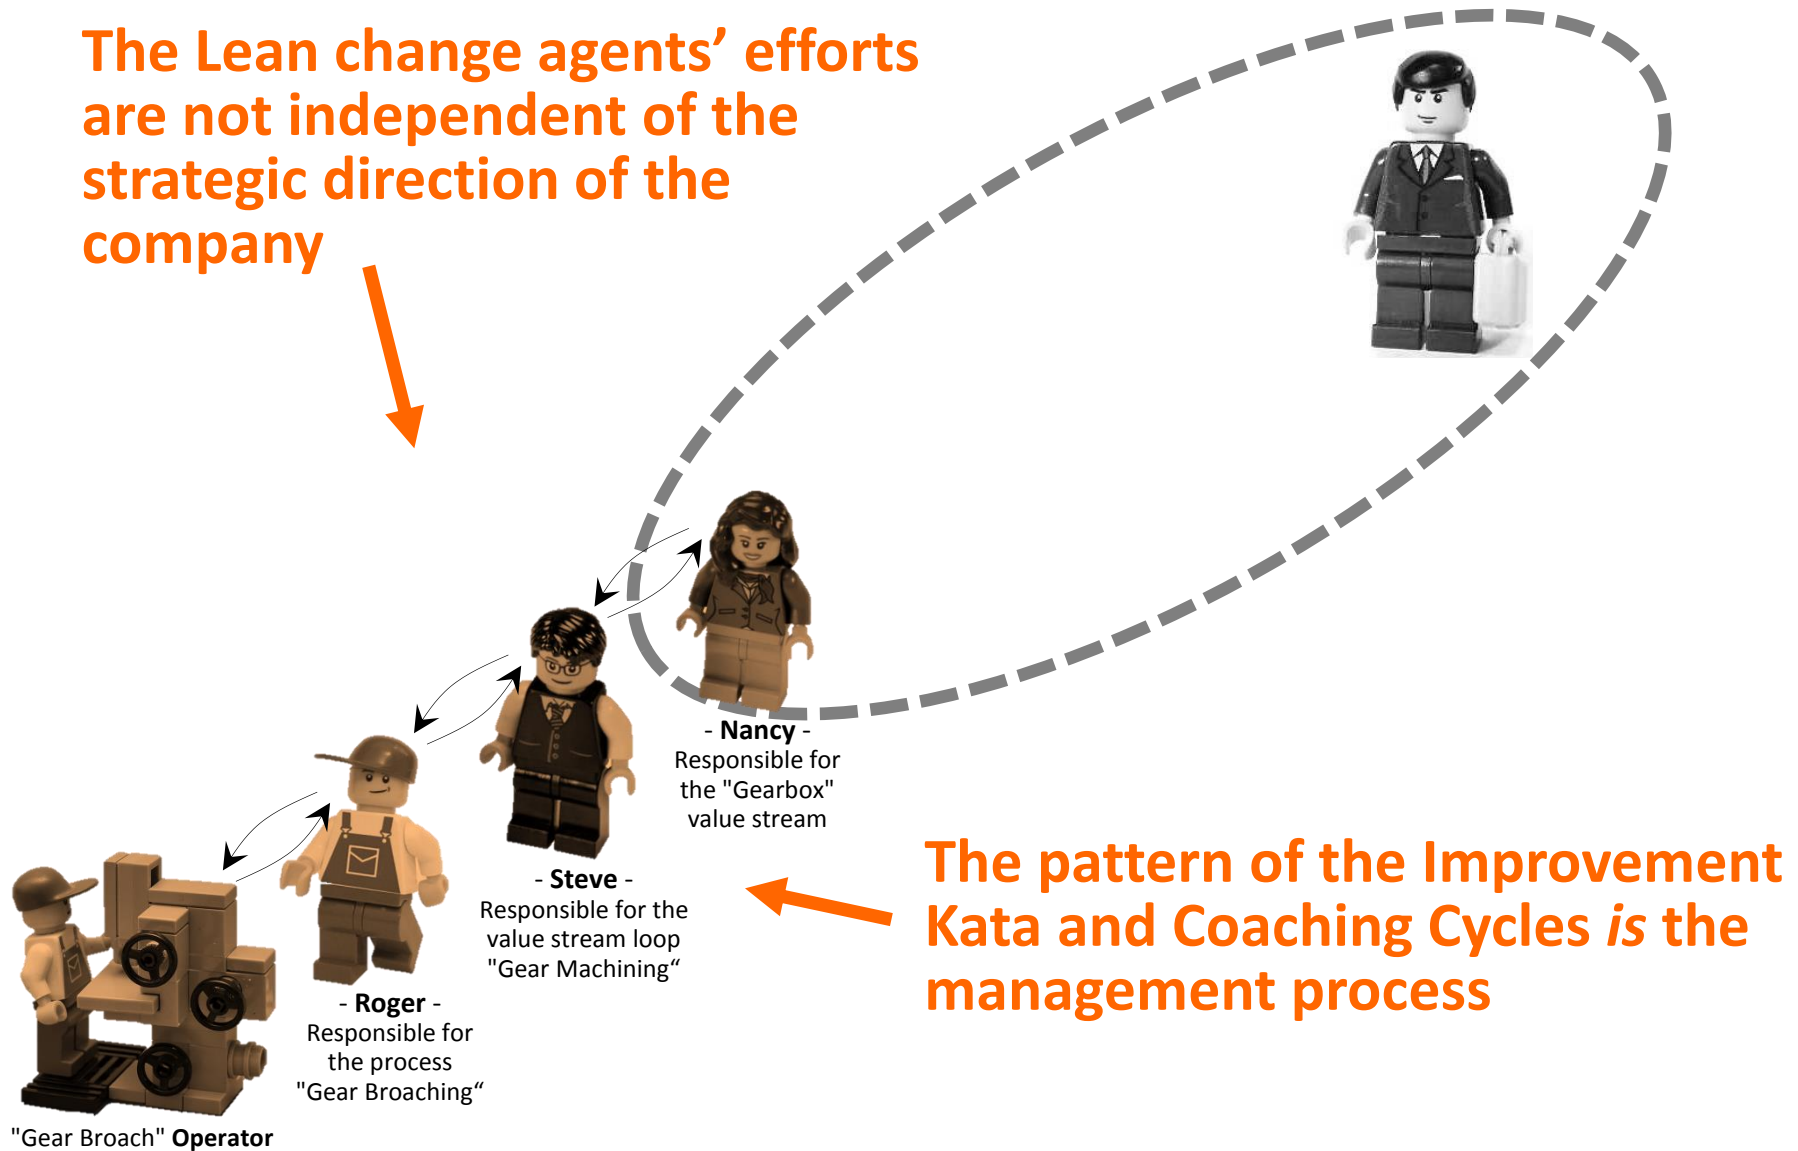 The Lean change agents’ efforts
are not independent of the
strategic direction of the
company
- Nancy -
Responsible for
the "Gearbox"
value stream
- Steve -
Responsible for the
value stream loop
"Gear Machining“
- Roger -
Responsible for
the process
"Gear Broaching“
"Gear Broach" Operator
The pattern of the Improvement
Kata and Coaching Cycles is the
management process